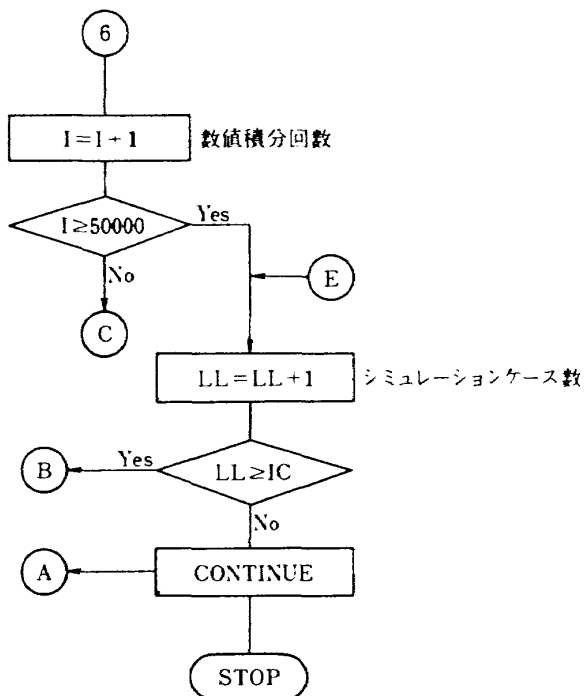 6
I=I+1 数値積分回数
I≥50000 Yes
No
E
C
LL=LL+1 シミュレーションケース数
B Yes LL≥IC
No
A CONTINUE
STOP